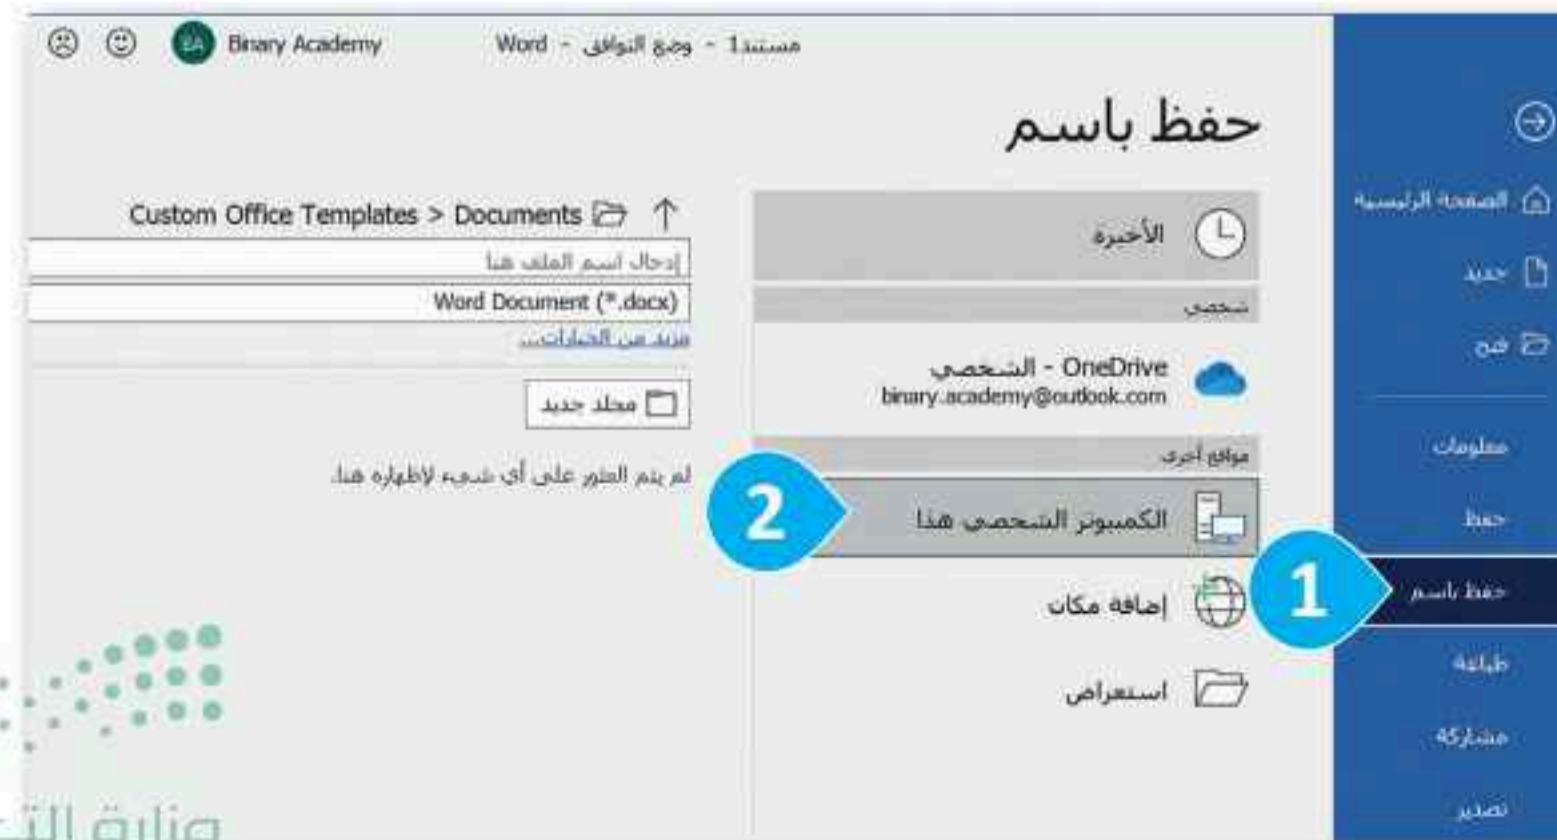 مستند1 - وضع التوافق - Word
Binary Academy
BA
الصفحة الرئيسية
جديد
فتح
معلومات
حفظ
حفظ باسم
طباعة
مشاركة
تصدير
1
حفظ باسم
الأخيرة
شخصي
OneDrive - الشخصي
binary.academy@outlook.com
مواقع أخرى
الكمبيوتر الشخصي هذا
2
إضافة مكان
استعراض
Custom Office Templates > Documents
إدخال اسم الملف هنا
Word Document (*.docx)
مزيد من الخيارات...
مجلد جديد
لم يتم العثور على أي شيء لإظهاره هنا.
وزارة